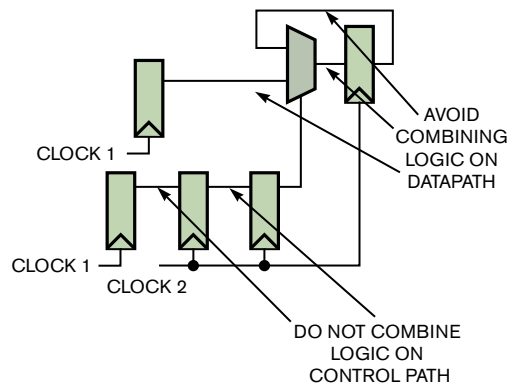 AVOID
COMBINING
LOGIC ON
DATAPATH
CLOCK 1
CLOCK 1
CLOCK 2
DO NOT COMBINE
LOGIC ON
CONTROL PATH